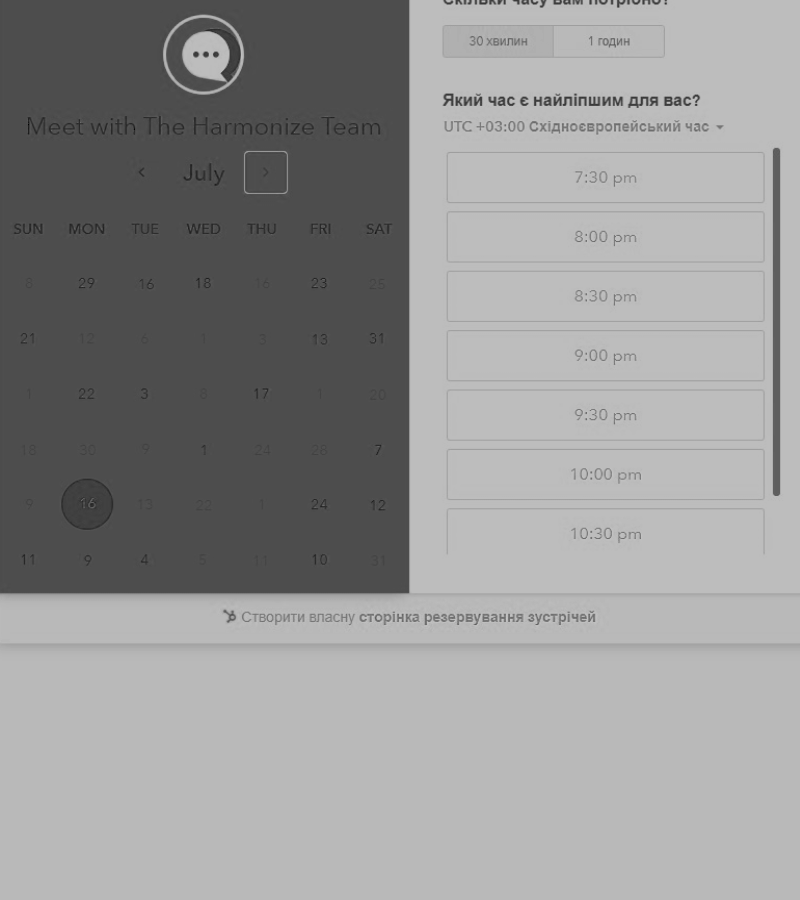 Скільки часу вам потрібно?
30 хвилин
1 годин
Який час є найліпшим для вас?
UTC +03:00 Східноєвропейський час
7:30 pm
8:00 pm
8:30 pm
9:00 pm
9:30 pm
10:00 pm
10:30 pm
Meet with The Harmonize Team
July
SUN MON TUE WED THU FRI SAT
8 29 16 18 16 23 25
21 12 6 1 3 13 31
1 22 3 8 17 1 20
18 30 9 1 24 28 7
9 16 13 22 1 24 12
11 9 4 5 11 10 31
Створити власну сторінка резервування зустрічей